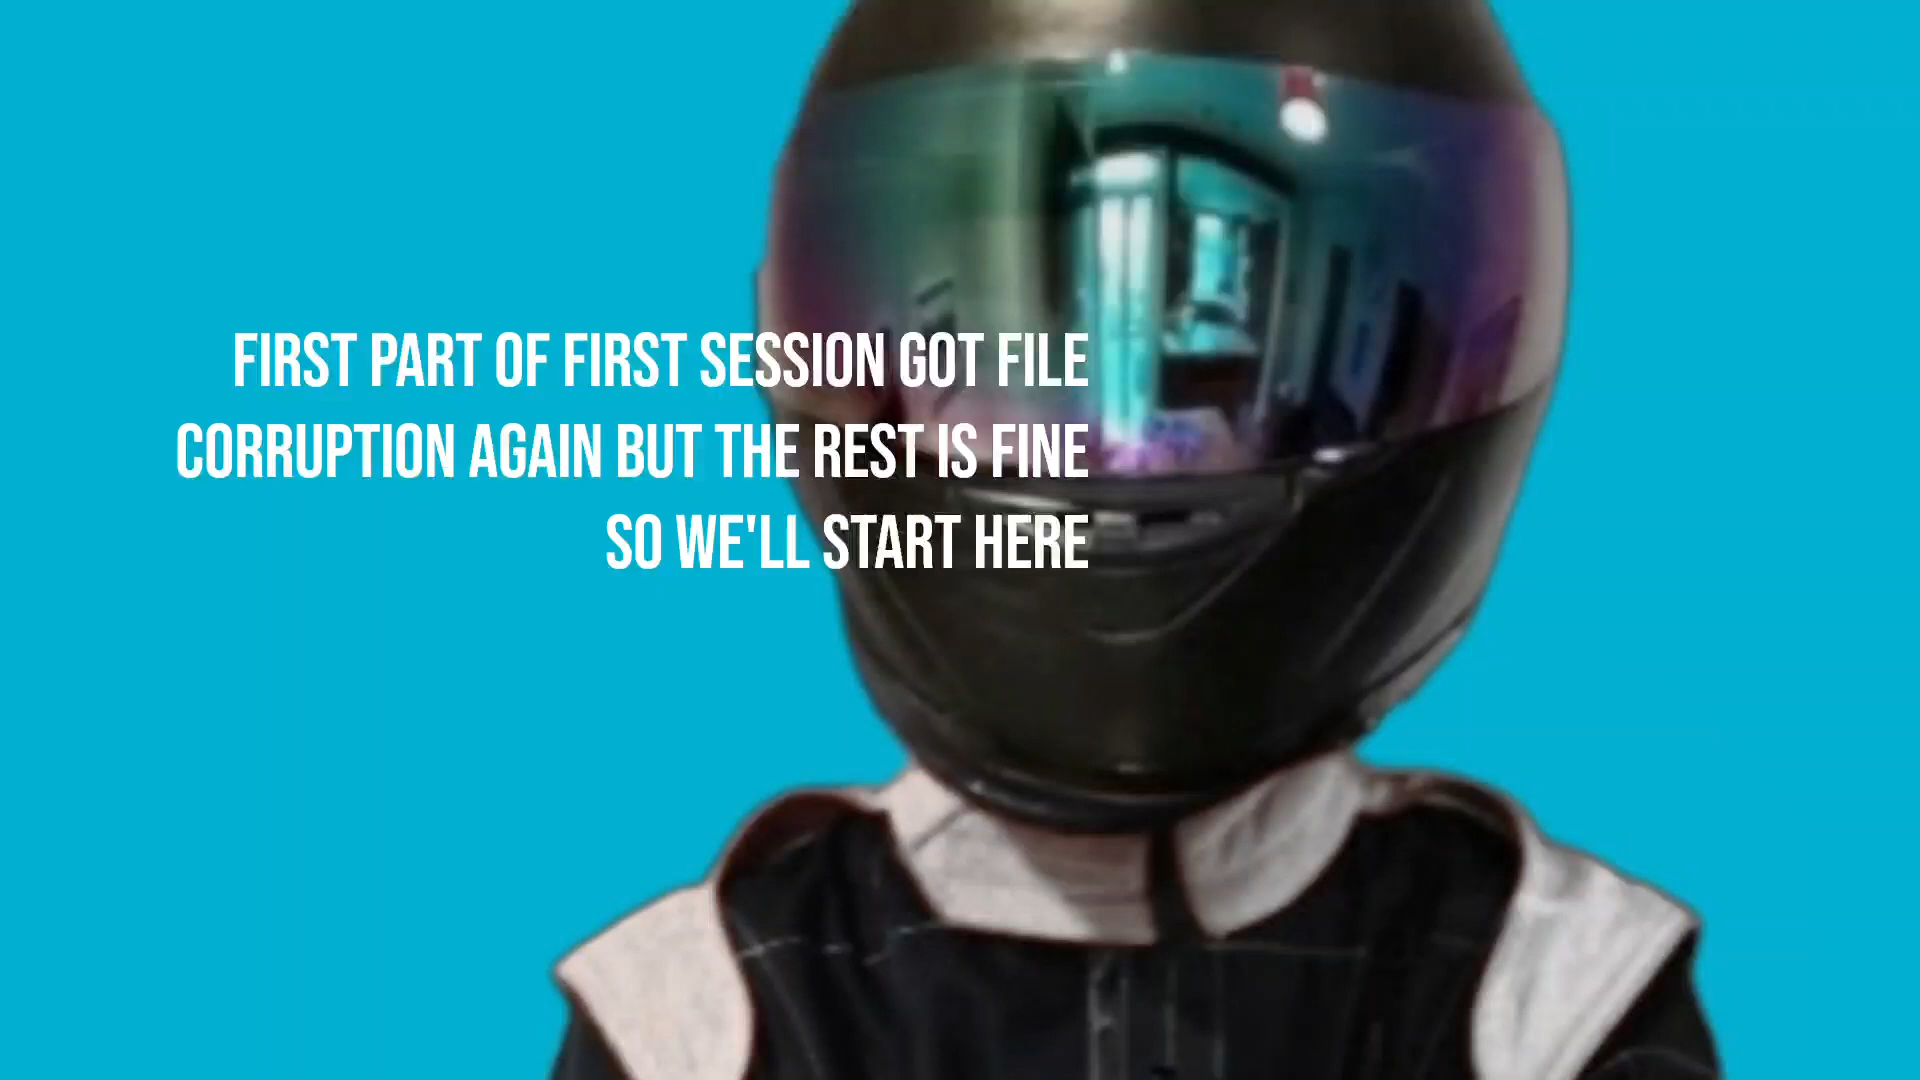 FIRST PART OF FIRST SESSION GOT FILE
CORRUPTION AGAIN BUT THE REST IS FINE
SO WE'LL START HERE